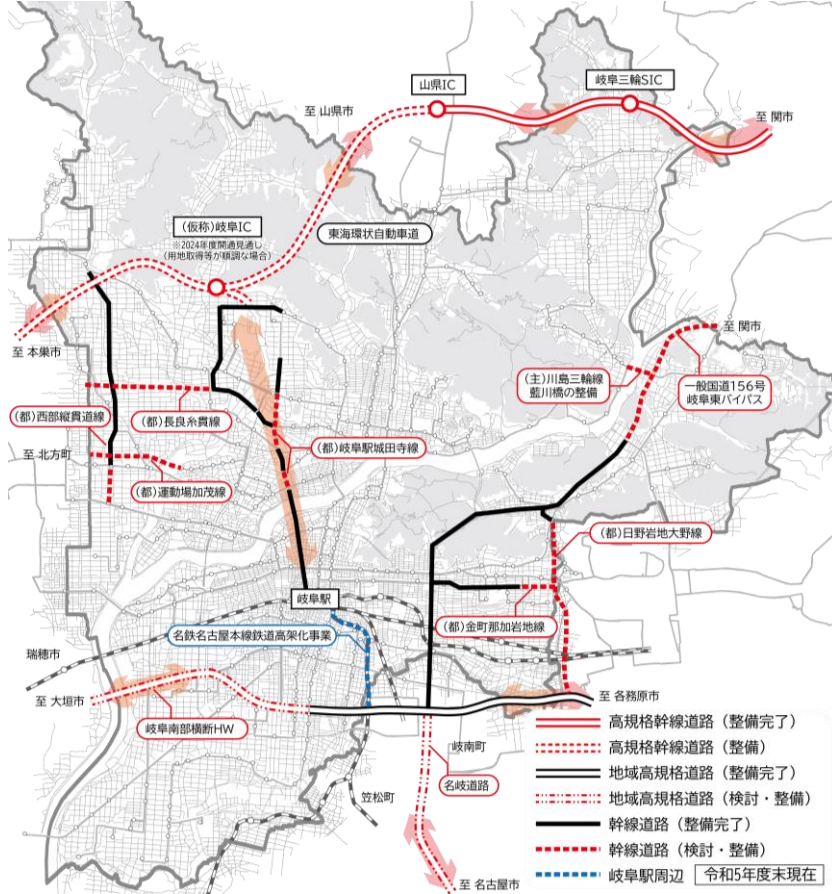 山県IC
岐阜三輪SIC
至 山県市
至 関市
(仮称)岐阜IC
※2024年度開通見通し
(用地取得等が順調な場合)
東海環状自動車道
至 本巣市
至 関市
(主)川島三輪線
藍川橋の整備
一般国道156号
岐阜東バイパス
(都)西部縦貫道線
(都)長良糸貫線
(都)岐阜駅城田寺線
至 北方町
(都)運動場加茂線
(都)日野岩地大野線
岐阜駅
(都)金町那加岩地線
名鉄名古屋本線鉄道高架化事業
瑞穂市
至 大垣市
至 各務原市
岐阜南部横断HW
岐南町
名岐道路
笠松町
至 名古屋市
高規格幹線道路(整備完了)
高規格幹線道路(整備)
地域高規格道路(整備完了)
地域高規格道路(検討・整備)
幹線道路(整備完了)
幹線道路(検討・整備)
岐阜駅周辺
令和5年度末現在